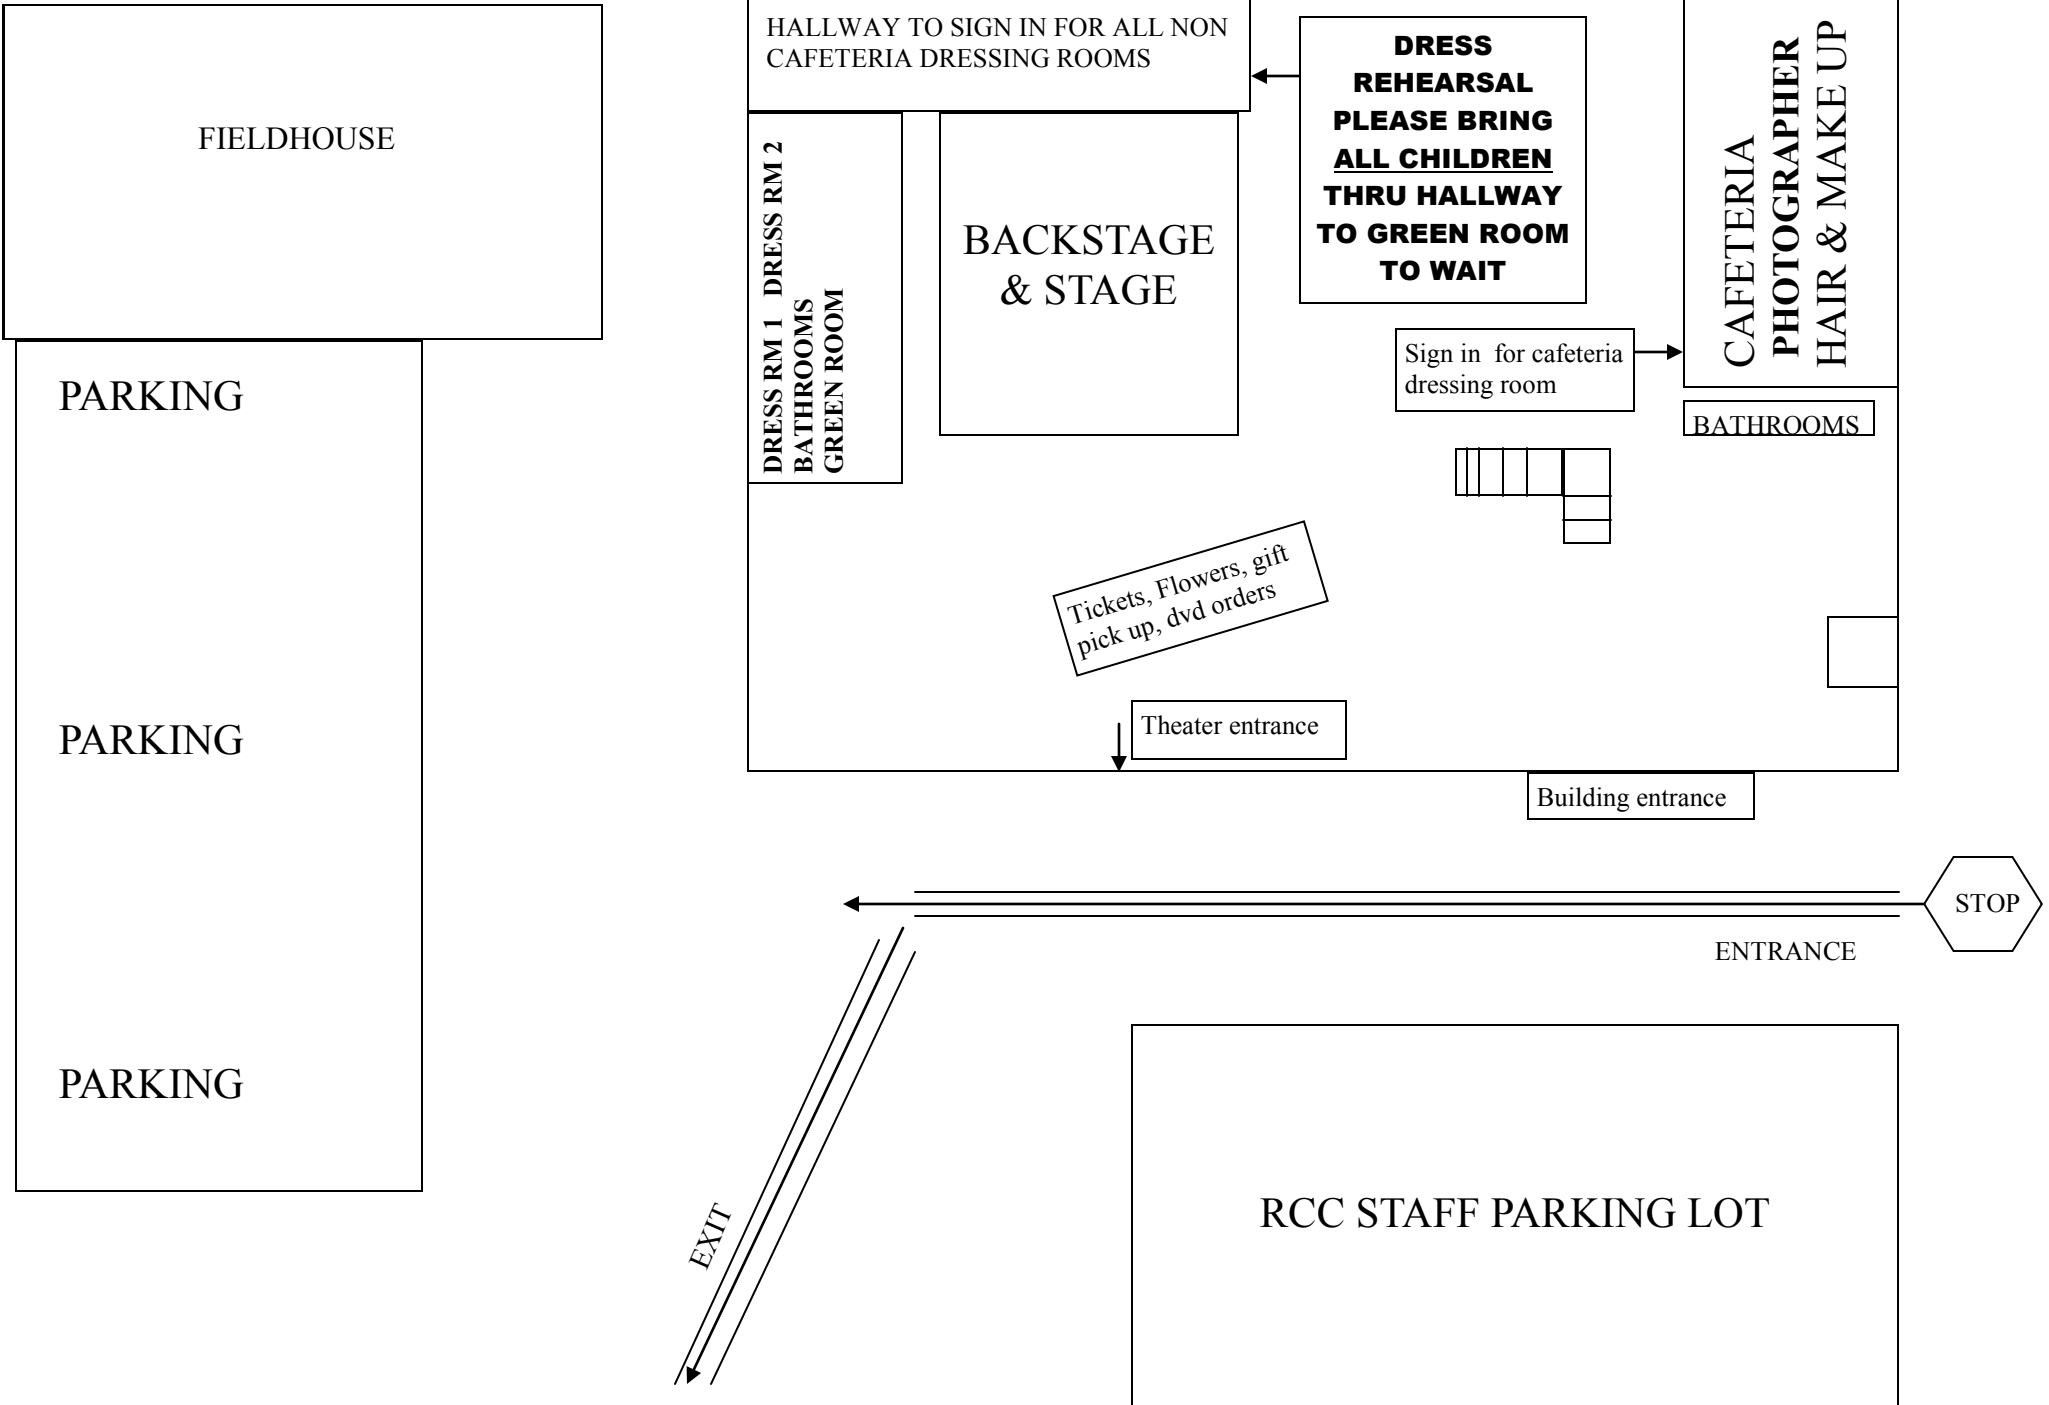 FIELDHOUSE
PARKING
PARKING
PARKING
HALLWAY TO SIGN IN FOR ALL NON
CAFETERIA DRESSING ROOMS
DRESS RM 1   DRESS RM 2
BATHROOMS
GREEN ROOM
BACKSTAGE
& STAGE
DRESS
REHEARSAL
PLEASE BRING
ALL CHILDREN
THRU HALLWAY
TO GREEN ROOM
TO WAIT
CAFETERIA
PHOTOGRAPHER
HAIR & MAKE UP
Sign in  for cafeteria
dressing room
BATHROOMS
Tickets, Flowers, gift
pick up, dvd orders
Theater entrance
Building entrance
STOP
ENTRANCE
EXIT
RCC STAFF PARKING LOT